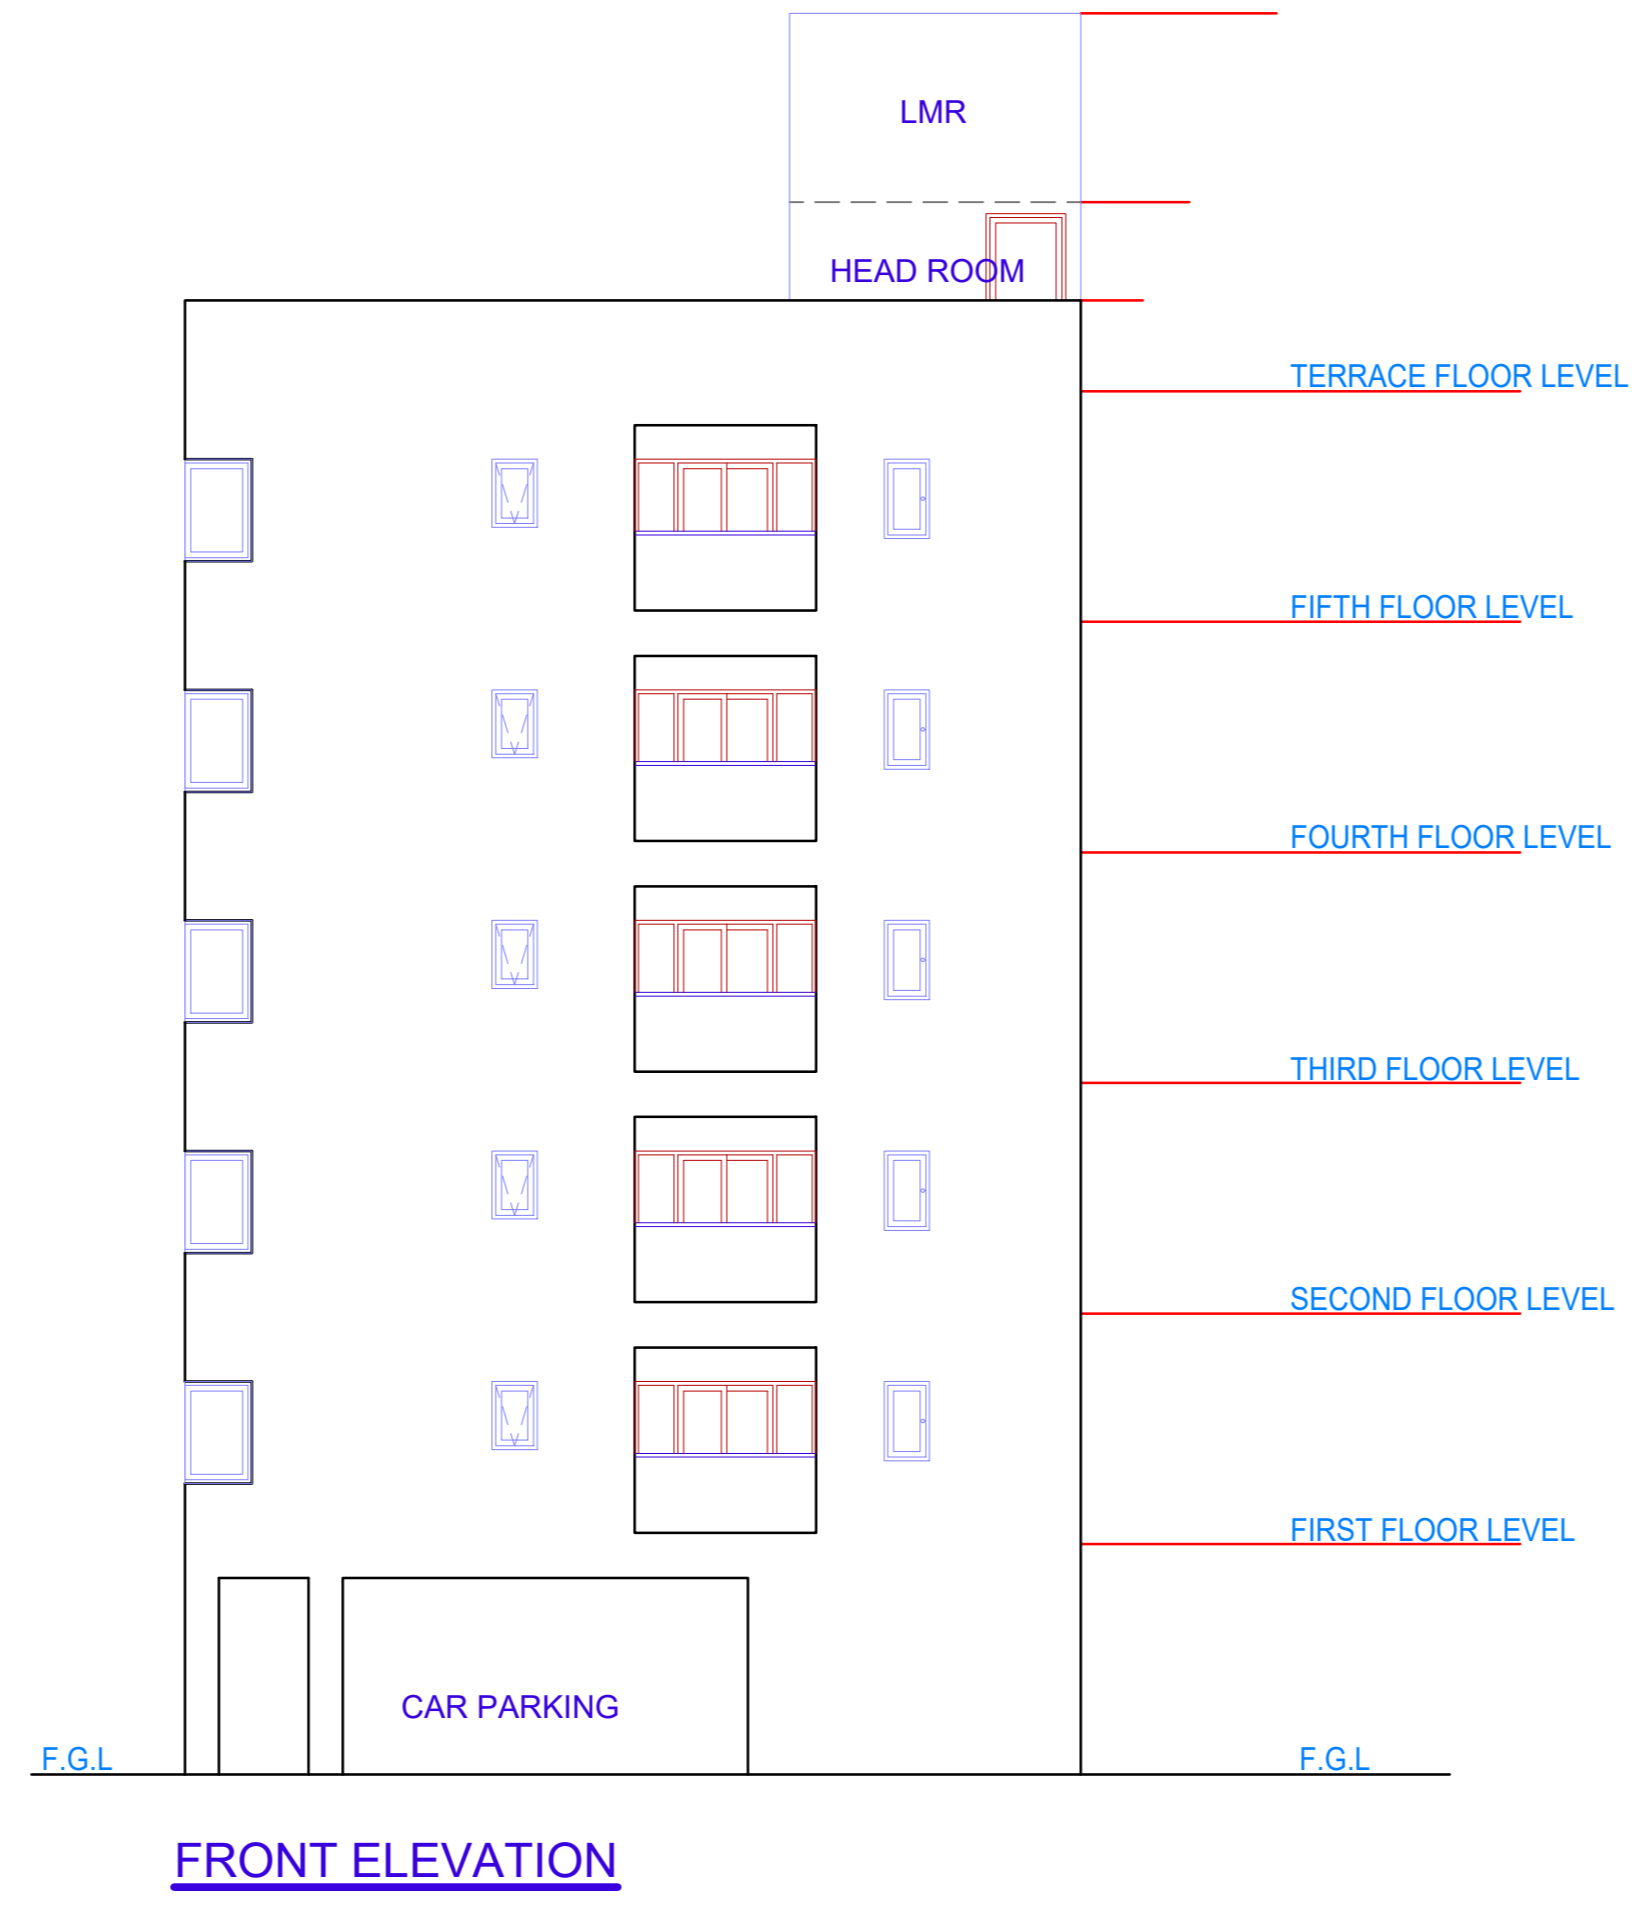 LMR
HEAD ROOM
TERRACE FLOOR LEVEL
FIFTH FLOOR LEVEL
FOURTH FLOOR LEVEL
THIRD FLOOR LEVEL
SECOND FLOOR LEVEL
FIRST FLOOR LEVEL
CAR PARKING
F.G.L
F.G.L
FRONT ELEVATION